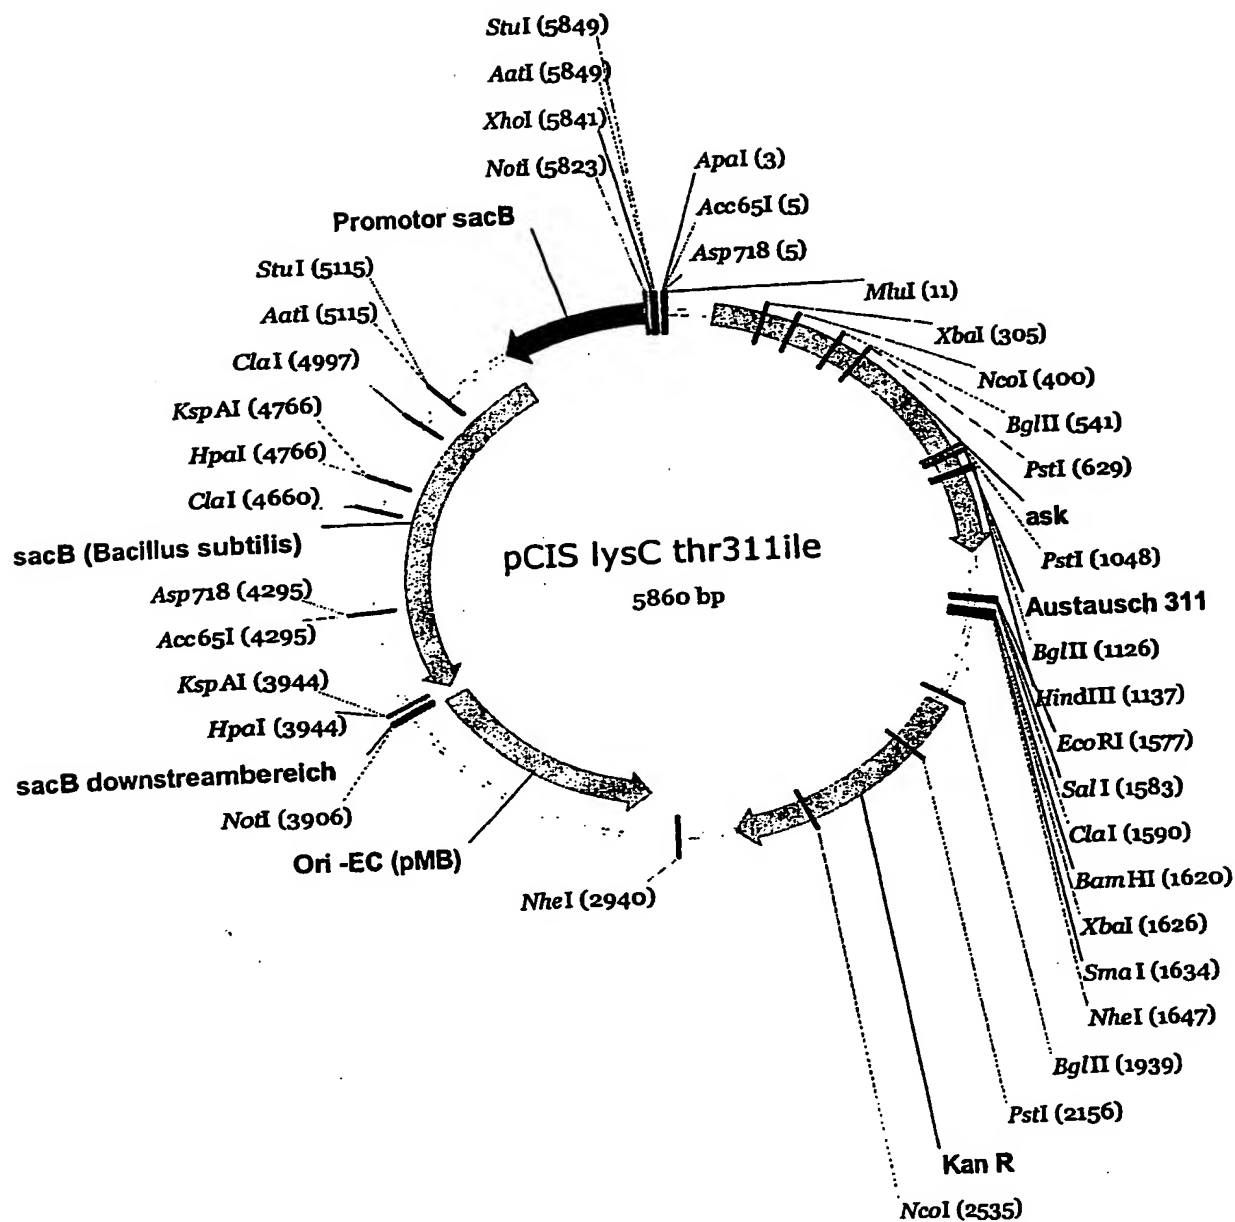 StuI (5849)
AatI (5849)
XhoI (5841)
NotI (5823)
ApaI (3)
Acc65I (5)
Asp718 (5)
MluI (11)
XbaI (305)
NcoI (400)
BglII (541)
PstI (629)
ask
PstI (1048)
Austausch 311
BglII (1126)
HindIII (1137)
EcoRI (1577)
SalI (1583)
ClaI (1590)
BamHI (1620)
XbaI (1626)
SmaI (1634)
NheI (1647)
BglII (1939)
PstI (2156)
Kan R
NcoI (2535)
NheI (2940)
Ori -EC (pMB)
NotI (3906)
sacB downstreambereich
HpaI (3944)
KspAI (3944)
Acc65I (4295)
Asp718 (4295)
sacB (Bacillus subtilis)
ClaI (4660)
HpaI (4766)
KspAI (4766)
ClaI (4997)
AatI (5115)
StuI (5115)
Promotor sacB
pCIS lysC thr311ile
5860 bp